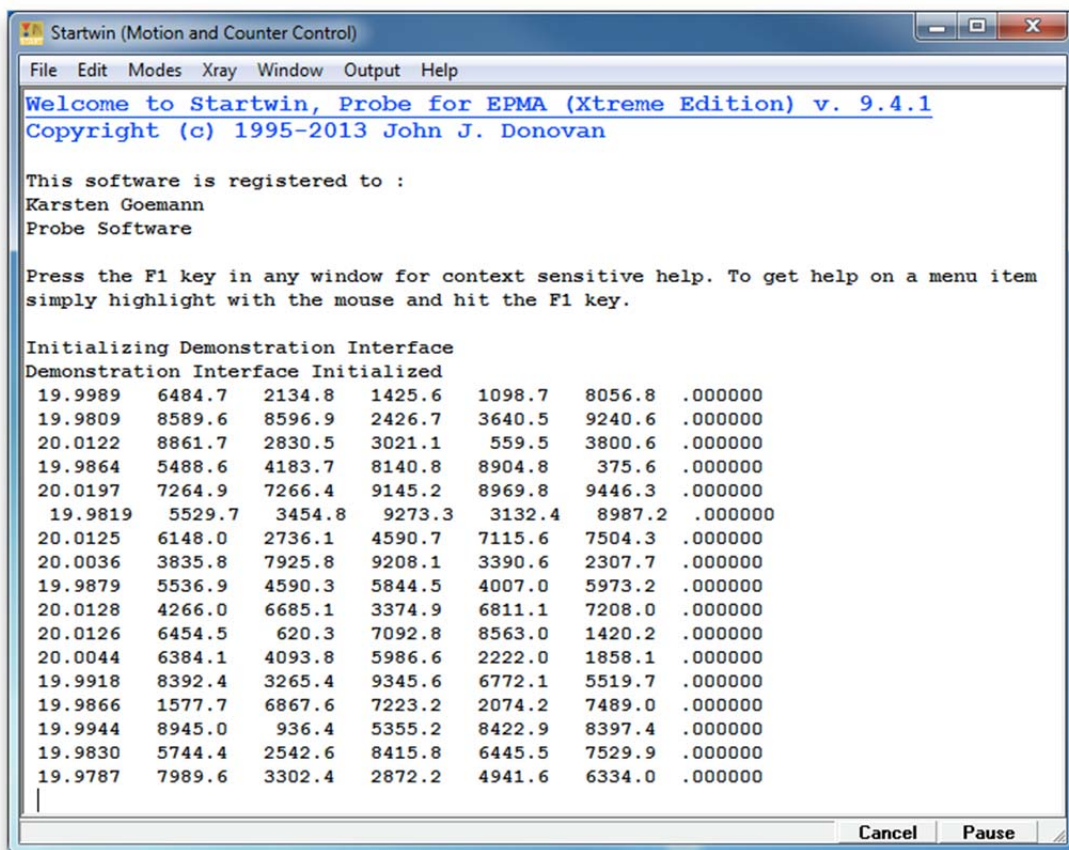 Startwin (Motion and Counter Control)
File Edit Modes Xray Window Output Help
Welcome to Startwin, Probe for EPMA (Xtreme Edition) v. 9.4.1
Copyright (c) 1995-2013 John J. Donovan
This software is registered to :
Karsten Goemann
Probe Software
Press the F1 key in any window for context sensitive help. To get help on a menu item
simply highlight with the mouse and hit the F1 key.
Initializing Demonstration Interface
Demonstration Interface Initialized
19.9989 6484.7 2134.8 1425.6 1098.7 8056.8 .000000
19.9809 8589.6 8596.9 2426.7 3640.5 9240.6 .000000
20.0122 8861.7 2830.5 3021.1 559.5 3800.6 .000000
19.9864 5488.6 4183.7 8140.8 8904.8 375.6 .000000
20.0197 7264.9 7266.4 9145.2 8969.8 9446.3 .000000
19.9819 5529.7 3454.8 9273.3 3132.4 8987.2 .000000
20.0125 6148.0 2736.1 4590.7 7115.6 7504.3 .000000
20.0036 3835.8 7925.8 9208.1 3390.6 2307.7 .000000
19.9879 5536.9 4590.3 5844.5 4007.0 5973.2 .000000
20.0128 4266.0 6685.1 3374.9 6811.1 7208.0 .000000
20.0126 6454.5 620.3 7092.8 8563.0 1420.2 .000000
20.0044 6384.1 4093.8 5986.6 2222.0 1858.1 .000000
19.9918 8392.4 3265.4 9345.6 6772.1 5519.7 .000000
19.9866 1577.7 6867.6 7223.2 2074.2 7489.0 .000000
19.9944 8945.0 936.4 5355.2 8422.9 8397.4 .000000
19.9830 5744.4 2542.6 8415.8 6445.5 7529.9 .000000
19.9787 7989.6 3302.4 2872.2 4941.6 6334.0 .000000
Cancel Pause